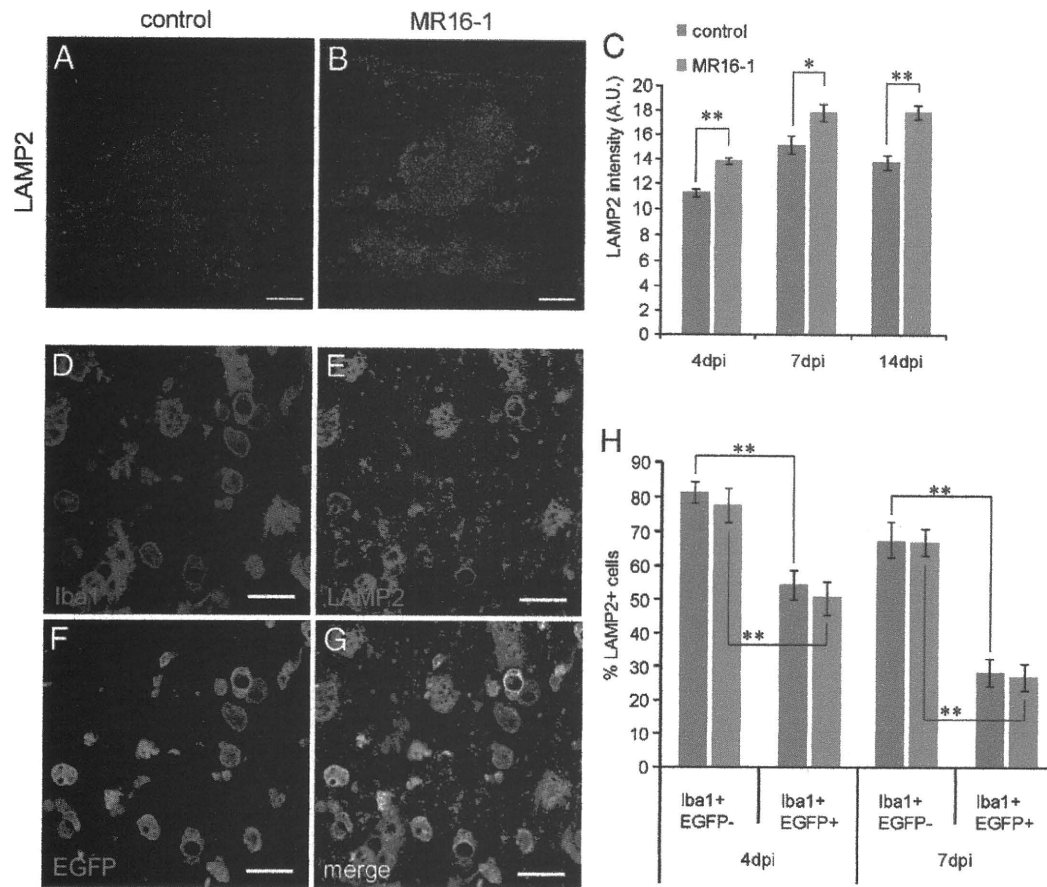 control
MR16-1
LAMP2
A
B
C
control
MR16-1
LAMP2 intensity (A.U.)
20
18
16
14
12
10
8
6
4
2
0
**
*
**
4dpi
7dpi
14dpi
D
Iba1
E
LAMP2
F
EGFP
G
merge
H
% LAMP2+ cells
90
80
70
60
50
40
30
20
10
0
**
**
**
**
Iba1+ EGFP-
Iba1+ EGFP+
Iba1+ EGFP-
Iba1+ EGFP+
4dpi
7dpi